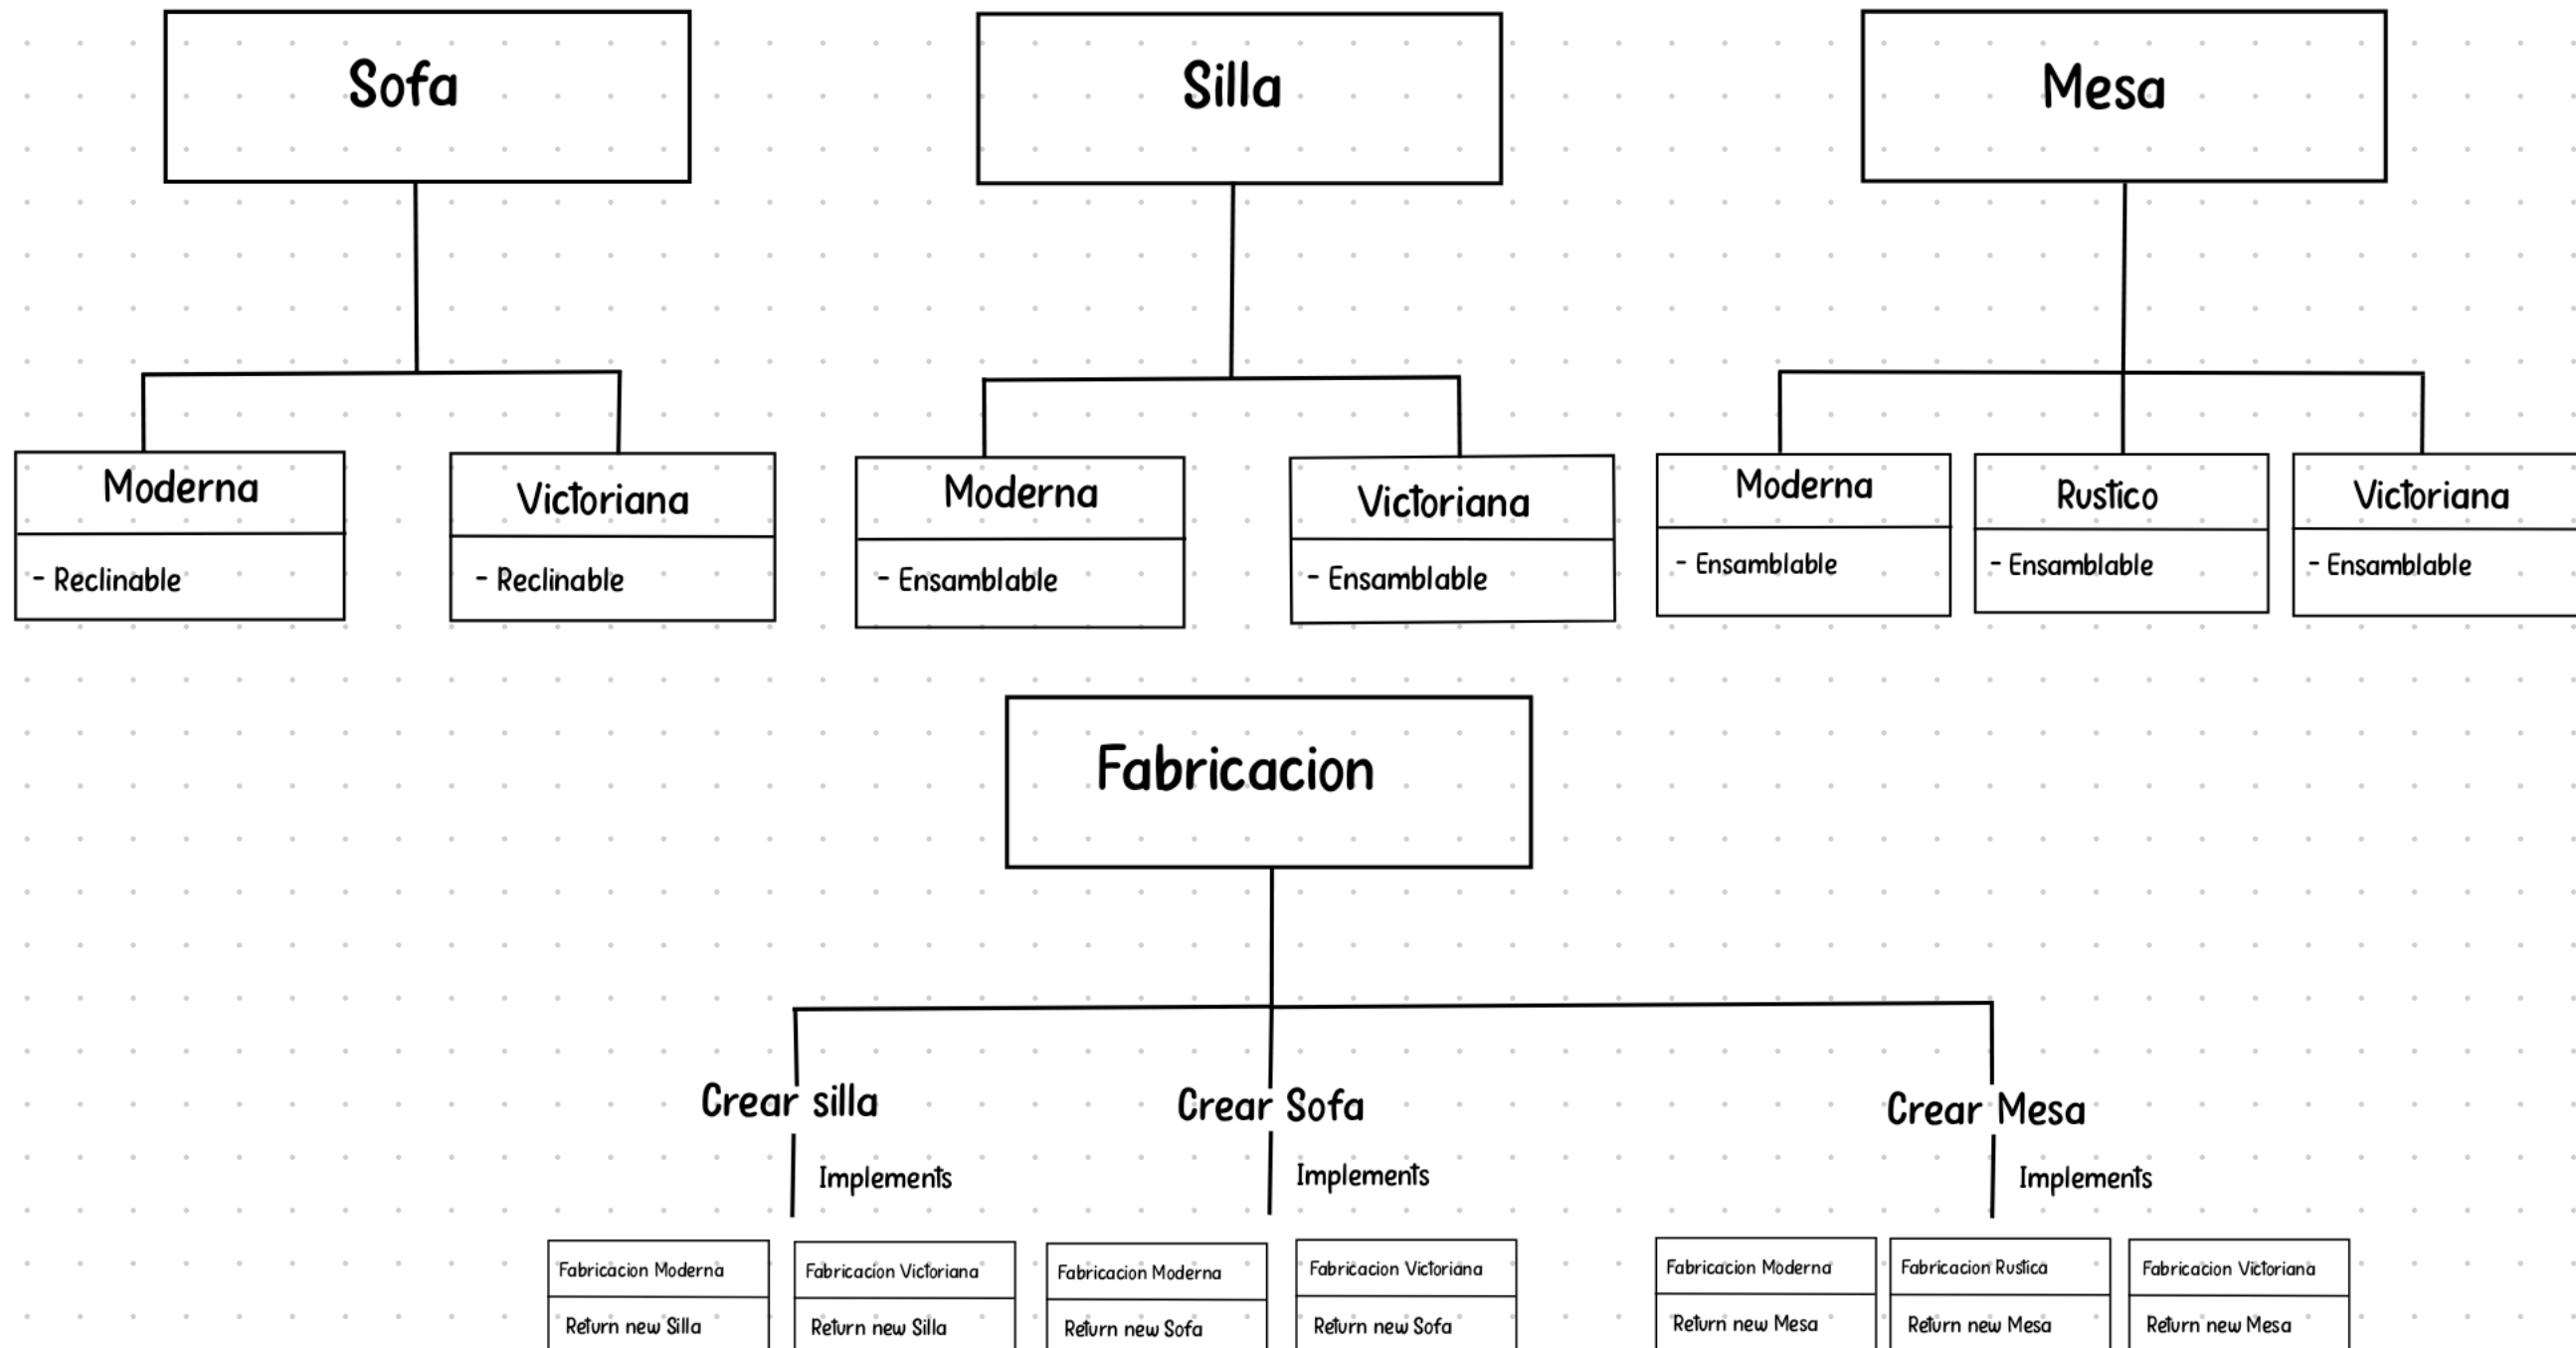 Sofa
Silla
Mesa
Moderna
- Reclinable
Victoriana
- Reclinable
Moderna
- Ensamblable
Victoriana
- Ensamblable
Moderna
- Ensamblable
Rustico
- Ensamblable
Victoriana
- Ensamblable
Fabricacion
Crear silla
Implements
Crear Sofa
Implements
Crear Mesa
Implements
Fabricacion Moderna
Return new Silla
Fabricacion Victoriana
Return new Silla
Fabricacion Moderna
Return new Sofa
Fabricacion Victoriana
Return new Sofa
Fabricacion Moderna
Return new Mesa
Fabricacion Rustica
Return new Mesa
Fabricacion Victoriana
Return new Mesa